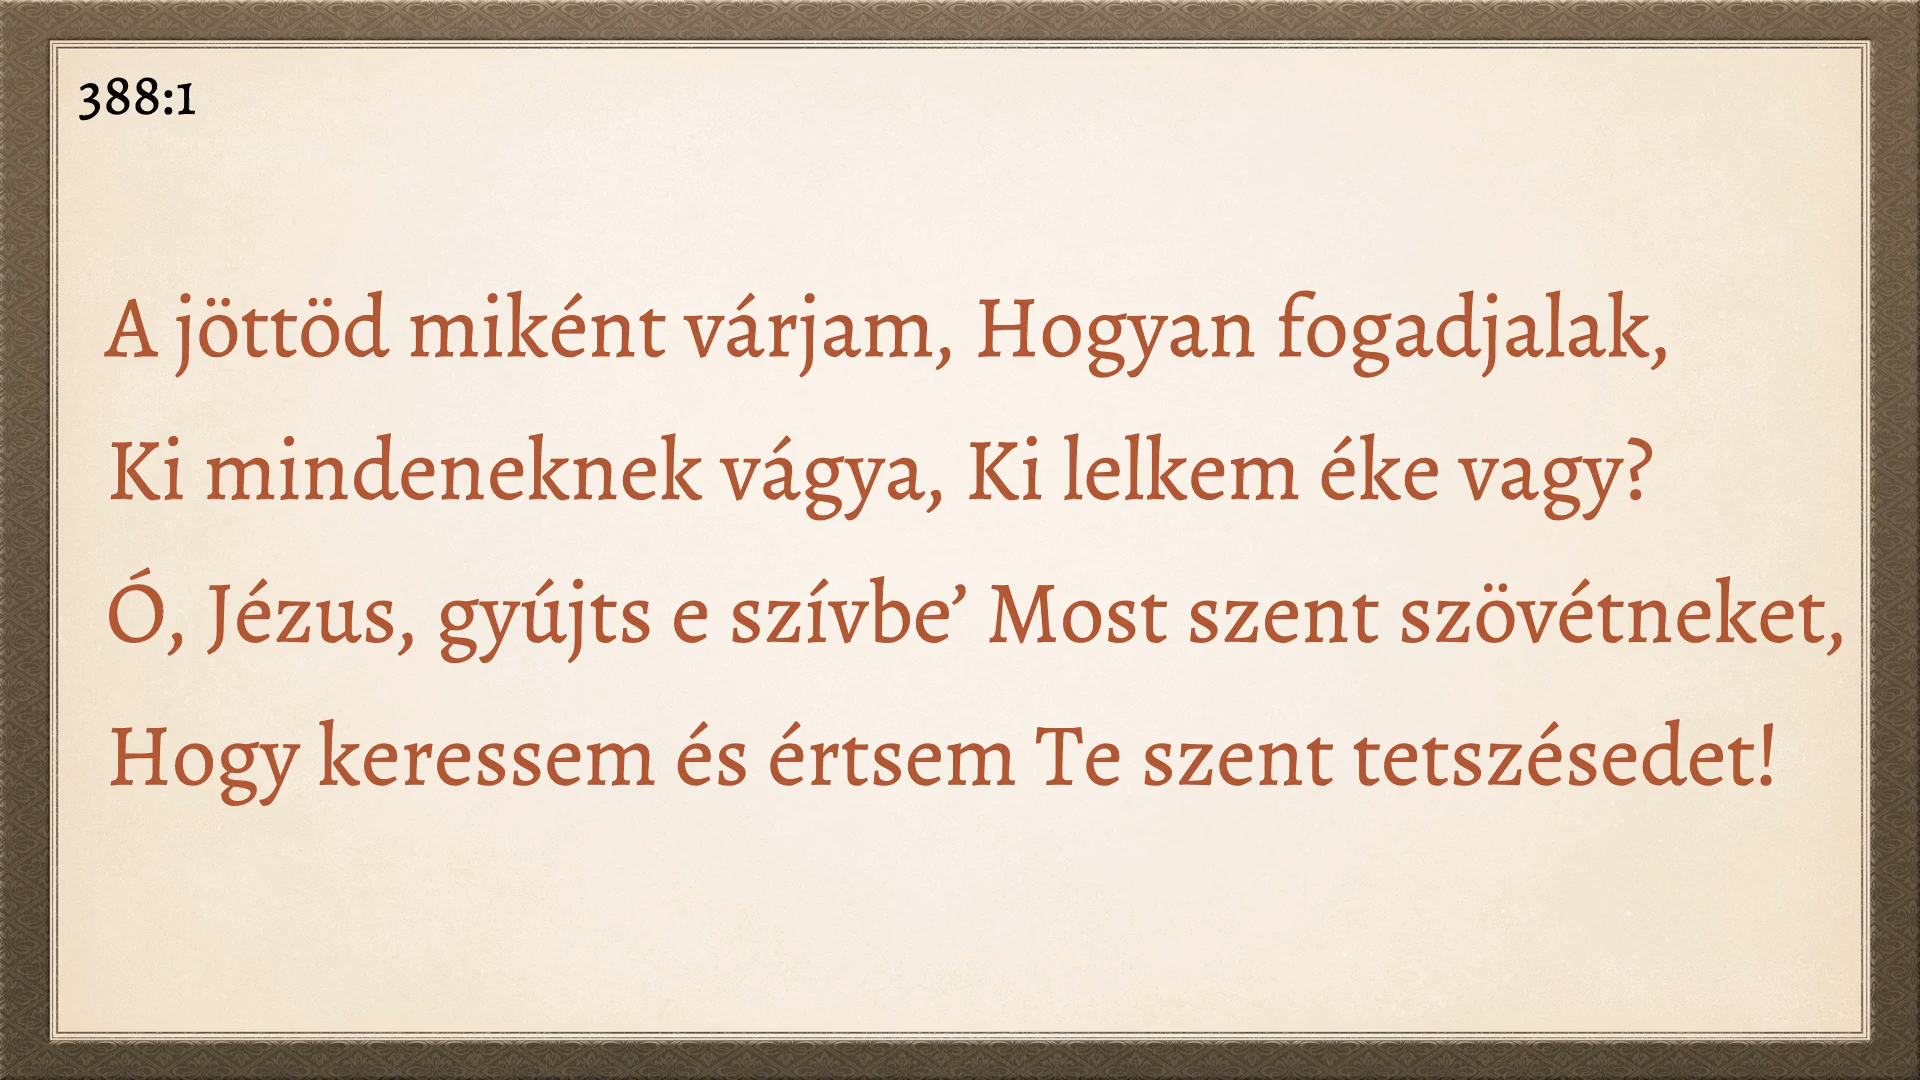 388:1
A jöttöd miként várjam, Hogyan fogadjalak,
Ki mindeneknek vágya, Ki lelkem éke vagy?
Ó, Jézus, gyújts e szívbe’ Most szent szövétneket,
Hogy keressem és értsem Te szent tetszésedet!